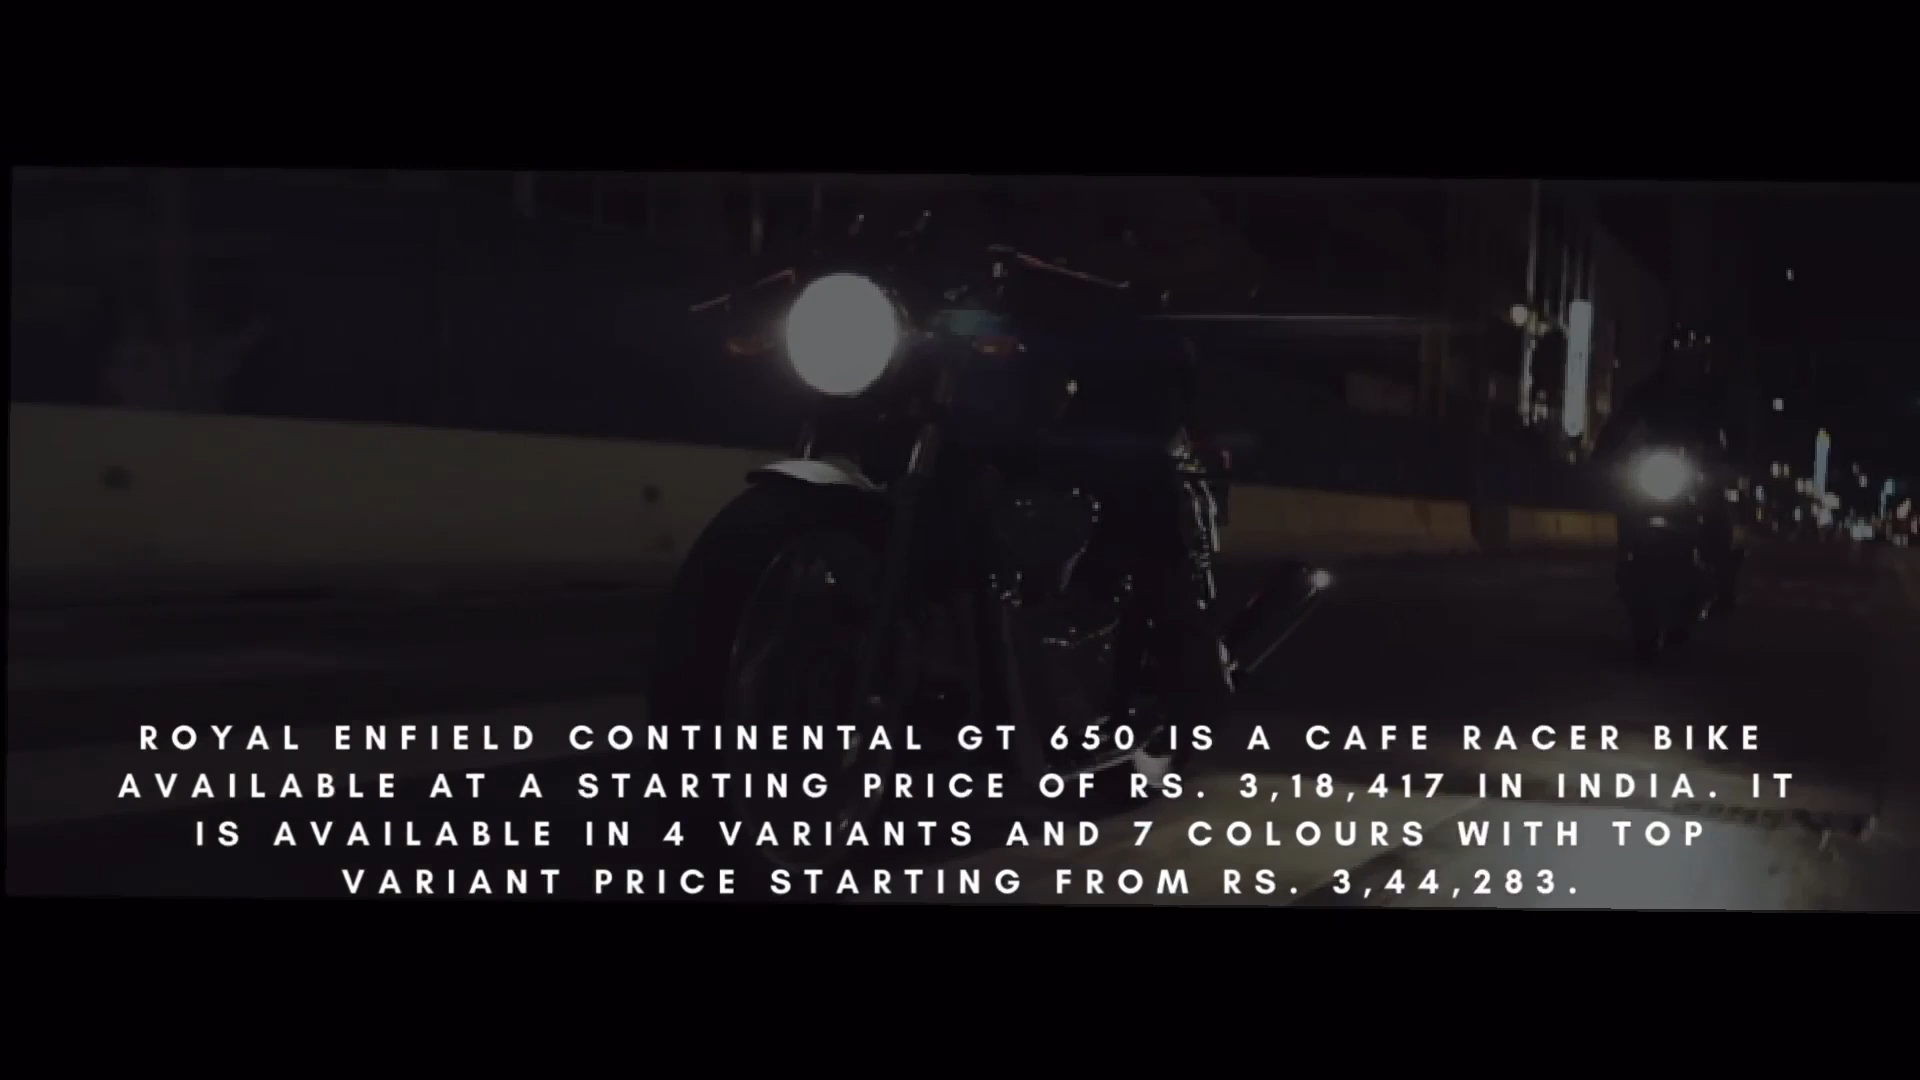 ROYAL ENFIELD CONTINENTAL GT 650 IS A CAFE RACER BIKE
AVAILABLE AT A STARTING PRICE OF RS. 3,18,417 IN INDIA. IT
IS AVAILABLE IN 4 VARIANTS AND 7 COLOURS WITH TOP
VARIANT PRICE STARTING FROM RS. 3,44,283.